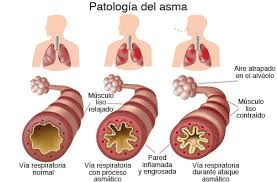 Patología del asma
Aire atrapado
en el alvéolo
Músculo
liso
relajado
Músculo
liso
contraído
Vía respiratoria
normal
Vía respiratoria
con proceso
asmático
Pared
inflamada
y engrosada
Vía respiratoria
durante ataque
asmático